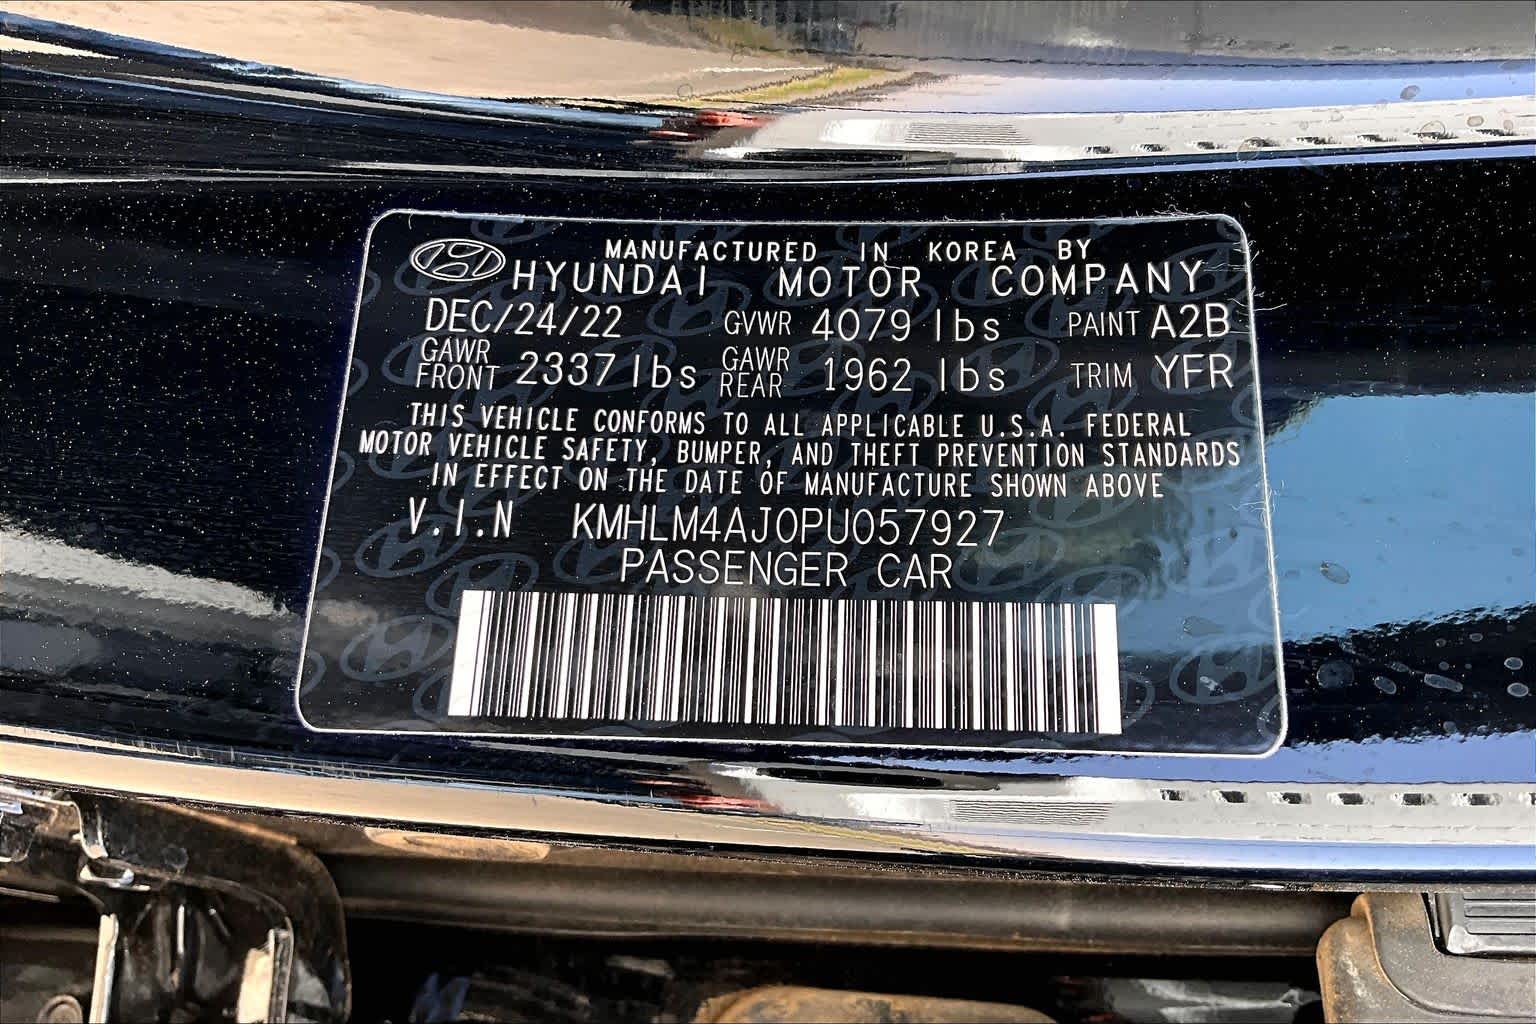 MANUFACTURED IN KOREA BY
HYUNDAI MOTOR COMPANY
DEC/24/22 GVWR 4079 lbs PAINT A2B
GAWR FRONT 2337 lbs GAWR REAR 1962 lbs TRIM YFR
THIS VEHICLE CONFORMS TO ALL APPLICABLE U.S.A. FEDERAL
MOTOR VEHICLE SAFETY, BUMPER, AND THEFT PREVENTION STANDARDS
IN EFFECT ON THE DATE OF MANUFACTURE SHOWN ABOVE
V.I.N KMHLM4AJ0PU057927
PASSENGER CAR